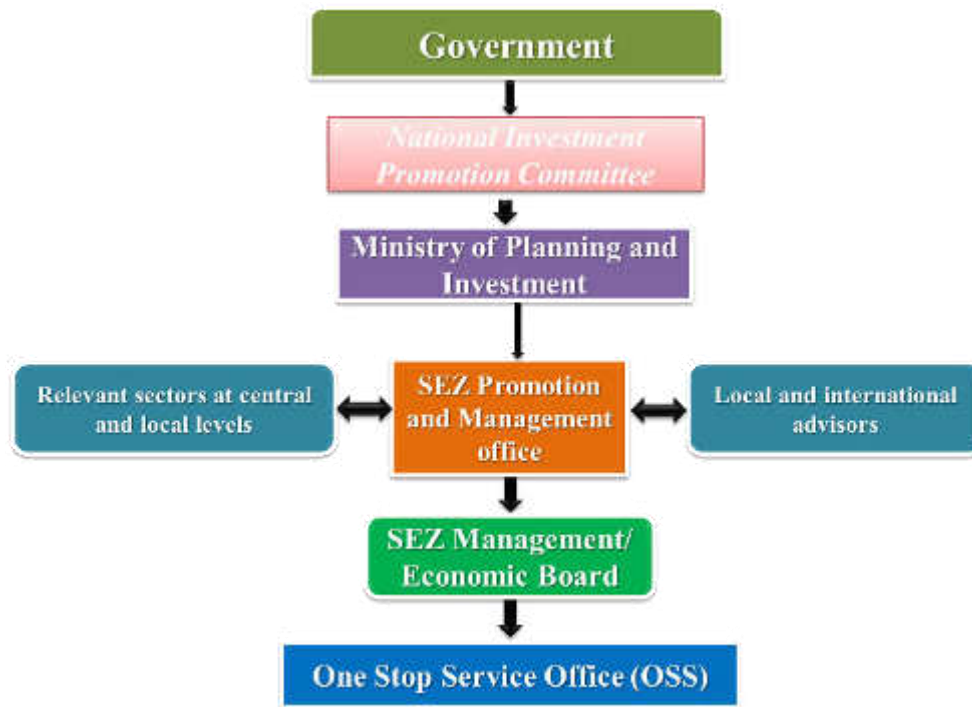 Government
National Investment
Promotion Committee
Ministry of Planning and
Investment
Relevant sectors at central
and local levels
SEZ Promotion
and Management
office
Local and international
advisors
SEZ Management/
Economic Board
One Stop Service Office (OSS)